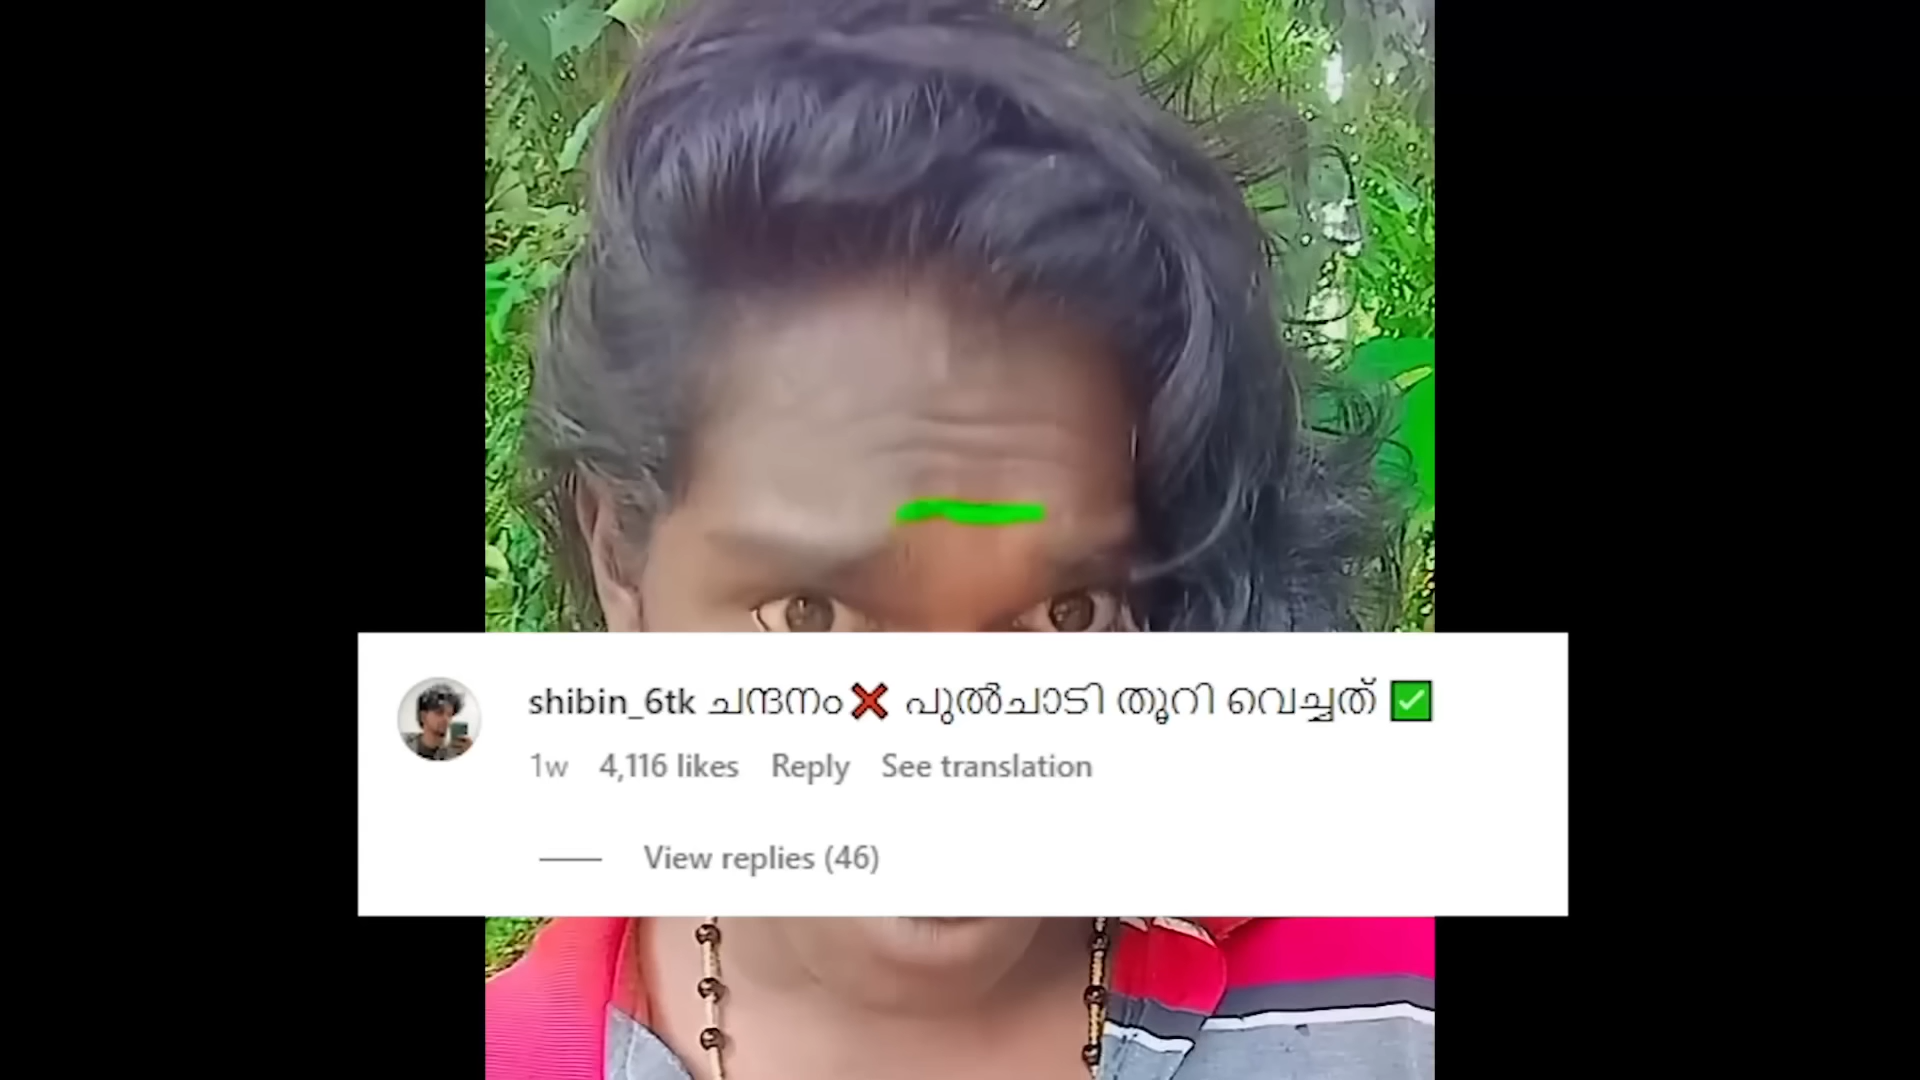 shibin_6tk ചന്ദനം❌ പുൽചാടി തൂറി വെച്ചത് ✅
1w 4,116 likes Reply See translation
View replies (46)